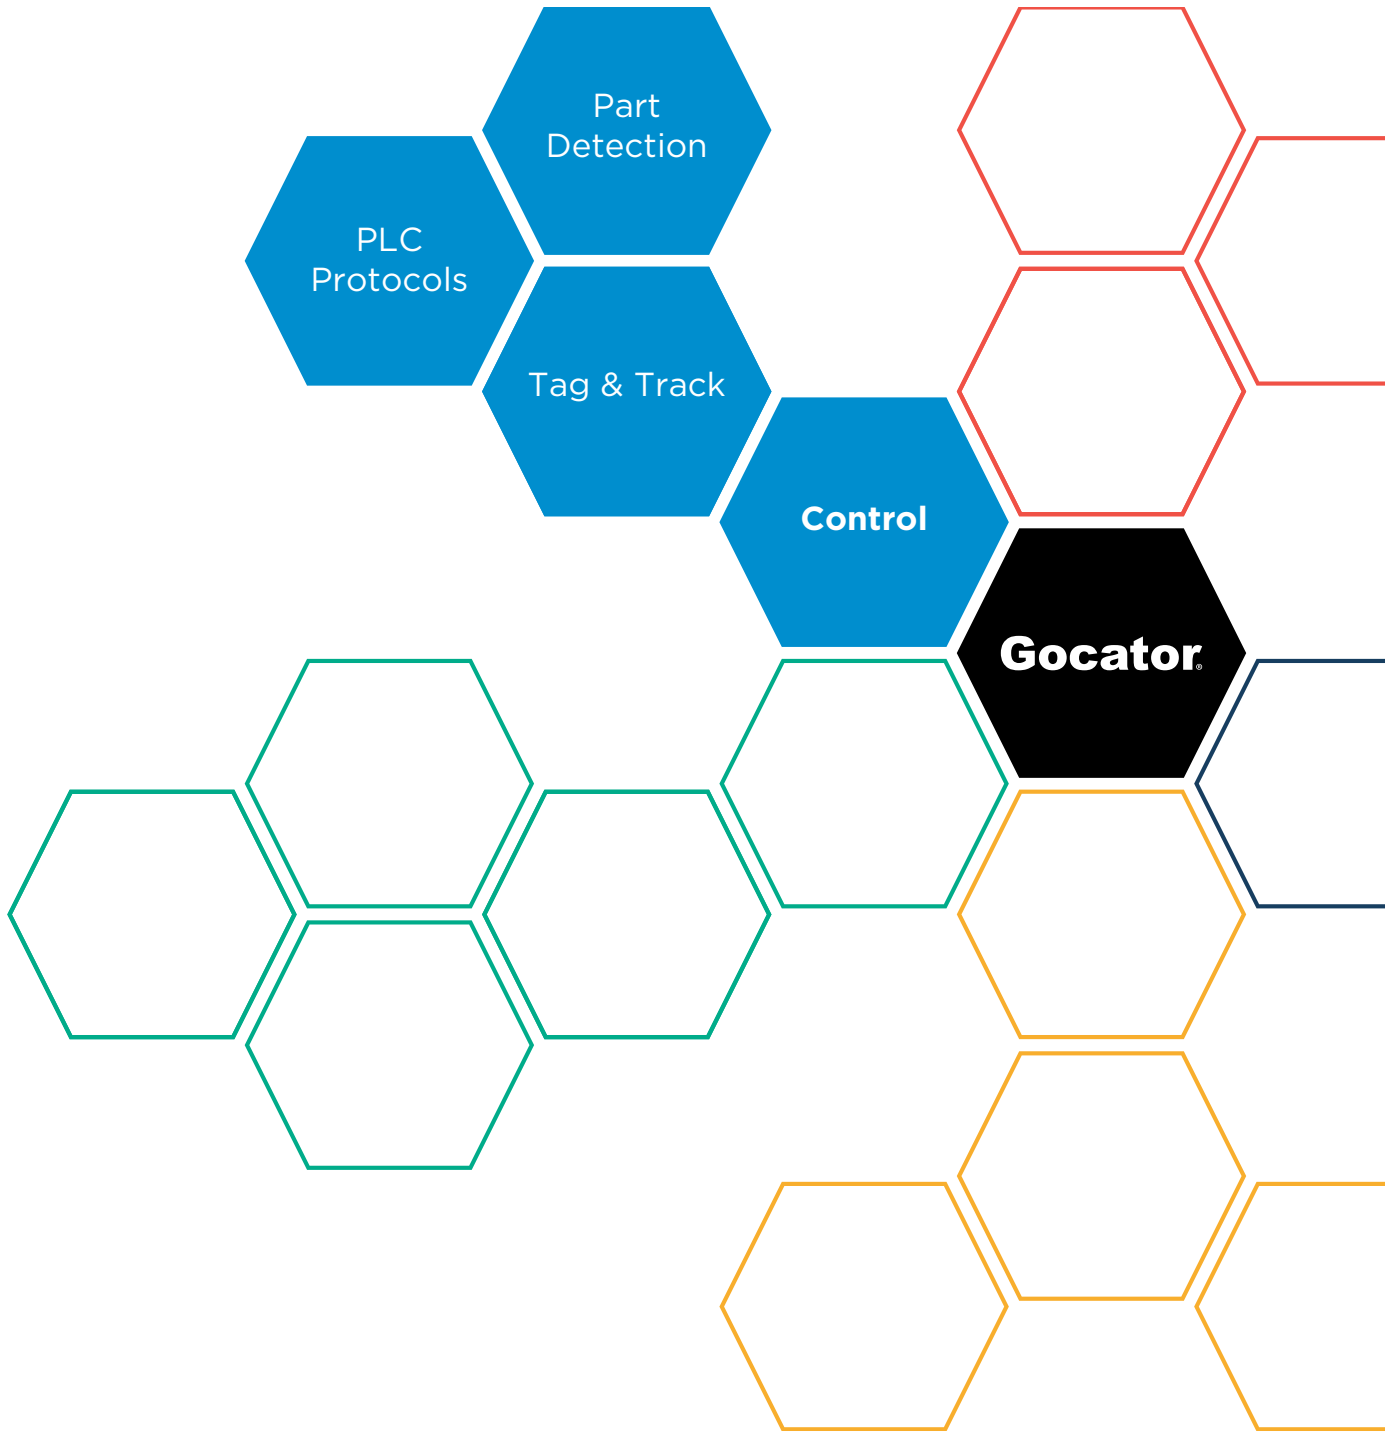 Part
Detection
PLC
Protocols
Tag & Track
Control
Gocator®